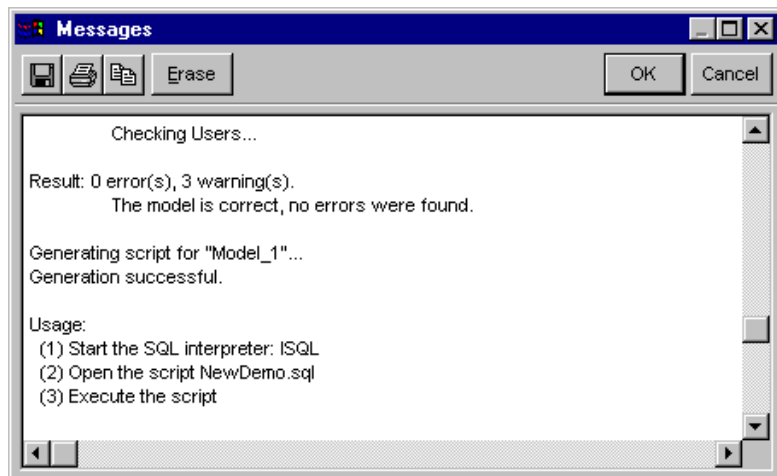 Messages
Erase
OK
Cancel
Checking Users...
Result: 0 error(s), 3 warning(s).
The model is correct, no errors were found.
Generating script for "Model_1"...
Generation successful.
Usage:
(1) Start the SQL interpreter: ISQL
(2) Open the script NewDemo.sql
(3) Execute the script